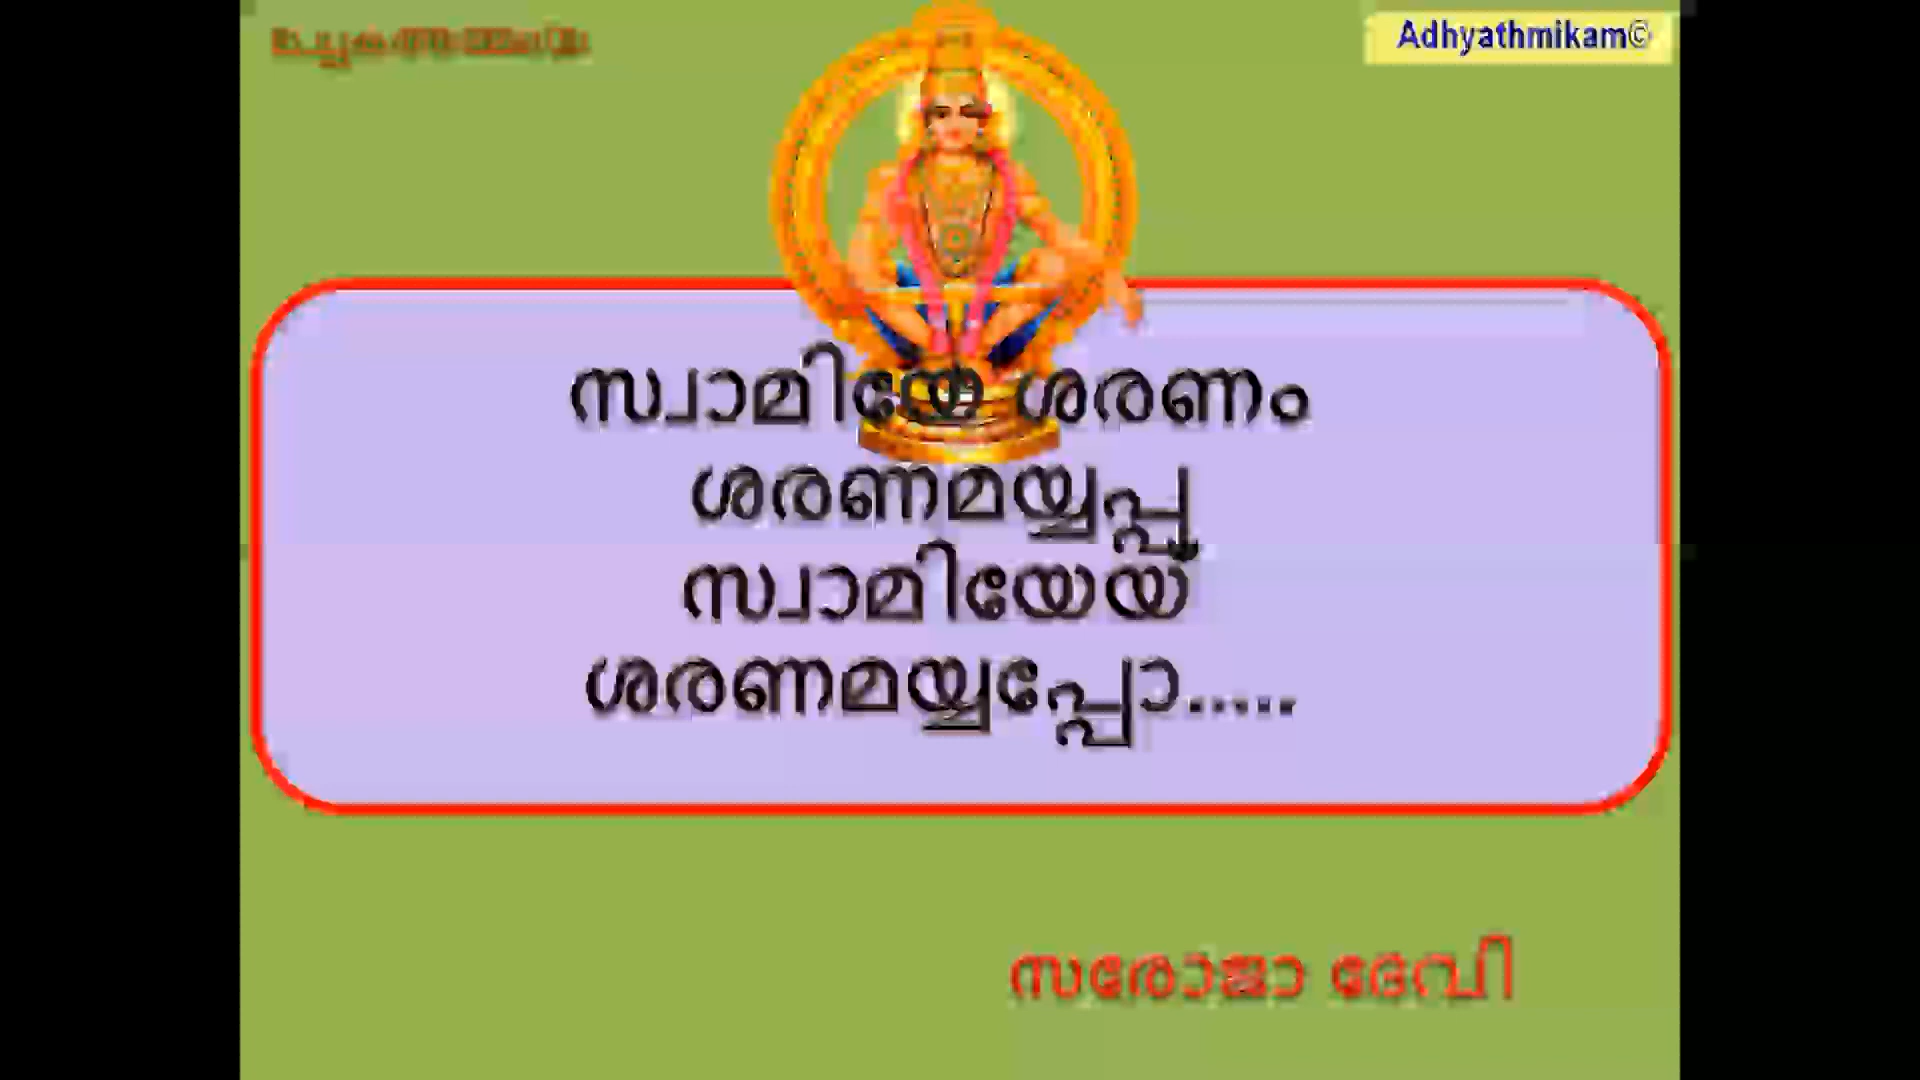 Adhyathmikam©
സ്വാമിയേ ശരണം
ശരണമയ്യപ്പ
സ്വാമിയേയ്
ശരണമയ്യപ്പോ.....
സരോജാ ദേവി